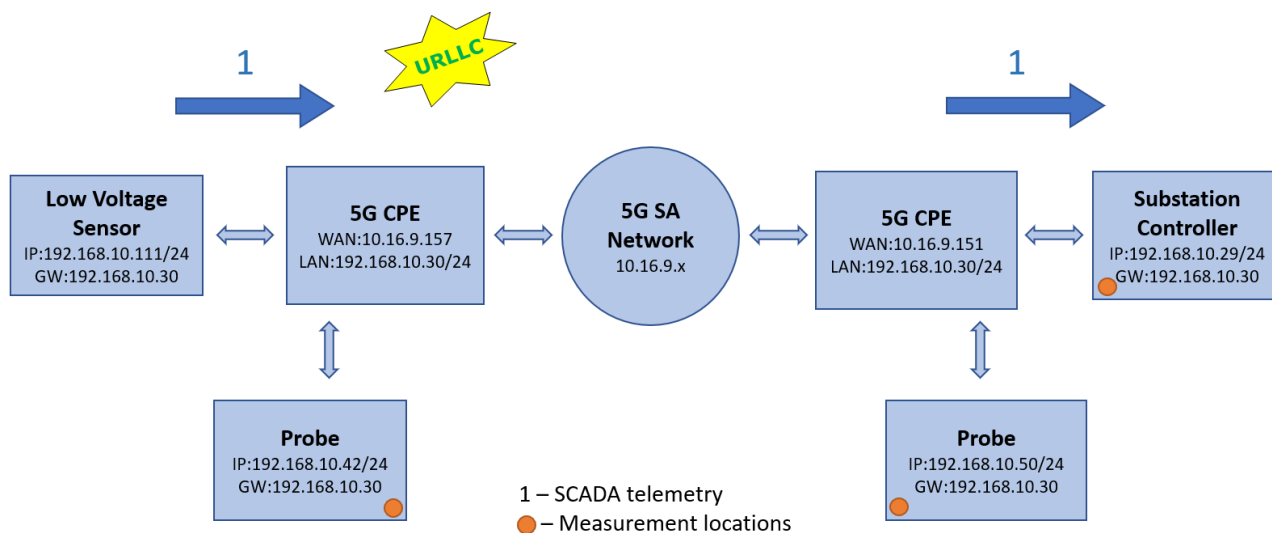 1
URLLC
1
Low Voltage
Sensor
IP:192.168.10.111/24
GW:192.168.10.30
5G CPE
WAN:10.16.9.157
LAN:192.168.10.30/24
5G SA
Network
10.16.9.x
5G CPE
WAN:10.16.9.151
LAN:192.168.10.30/24
Substation
Controller
IP:192.168.10.29/24
GW:192.168.10.30
Probe
IP:192.168.10.42/24
GW:192.168.10.30
Probe
IP:192.168.10.50/24
GW:192.168.10.30
1 – SCADA telemetry
– Measurement locations